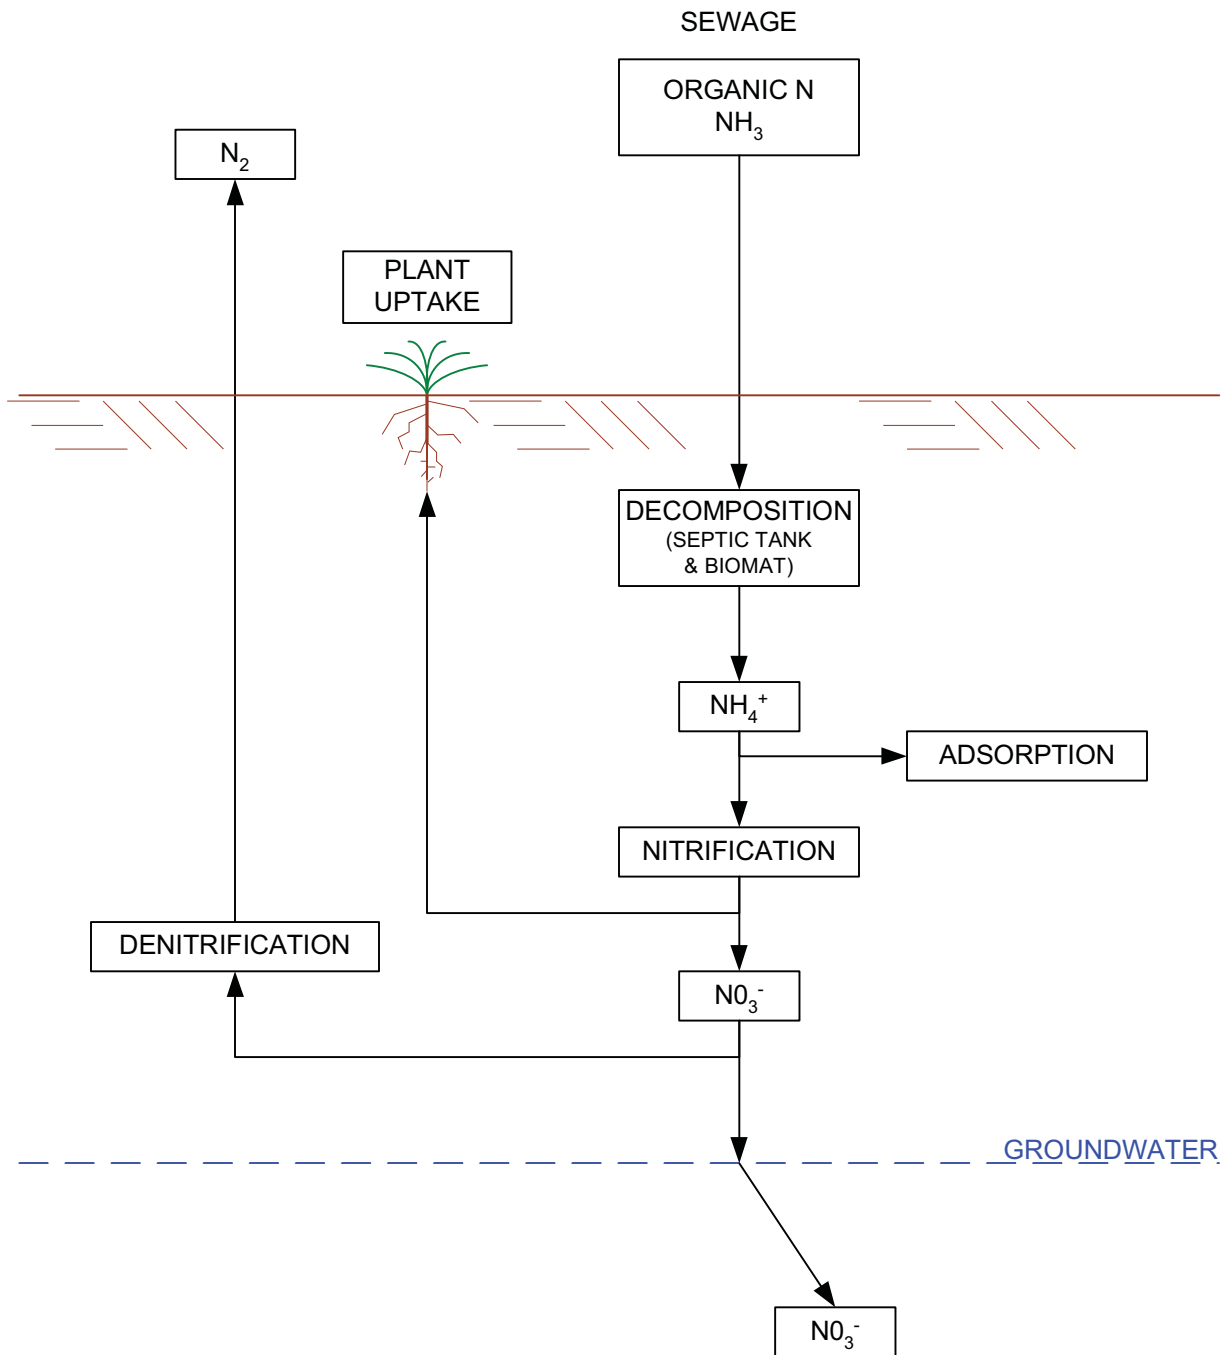 SEWAGE
ORGANIC N
NH₃
N₂
PLANT
UPTAKE
DECOMPOSITION
(SEPTIC TANK
& BIOMAT)
NH₄⁺
ADSORPTION
NITRIFICATION
DENITRIFICATION
N0₃⁻
GROUNDWATER
N0₃⁻